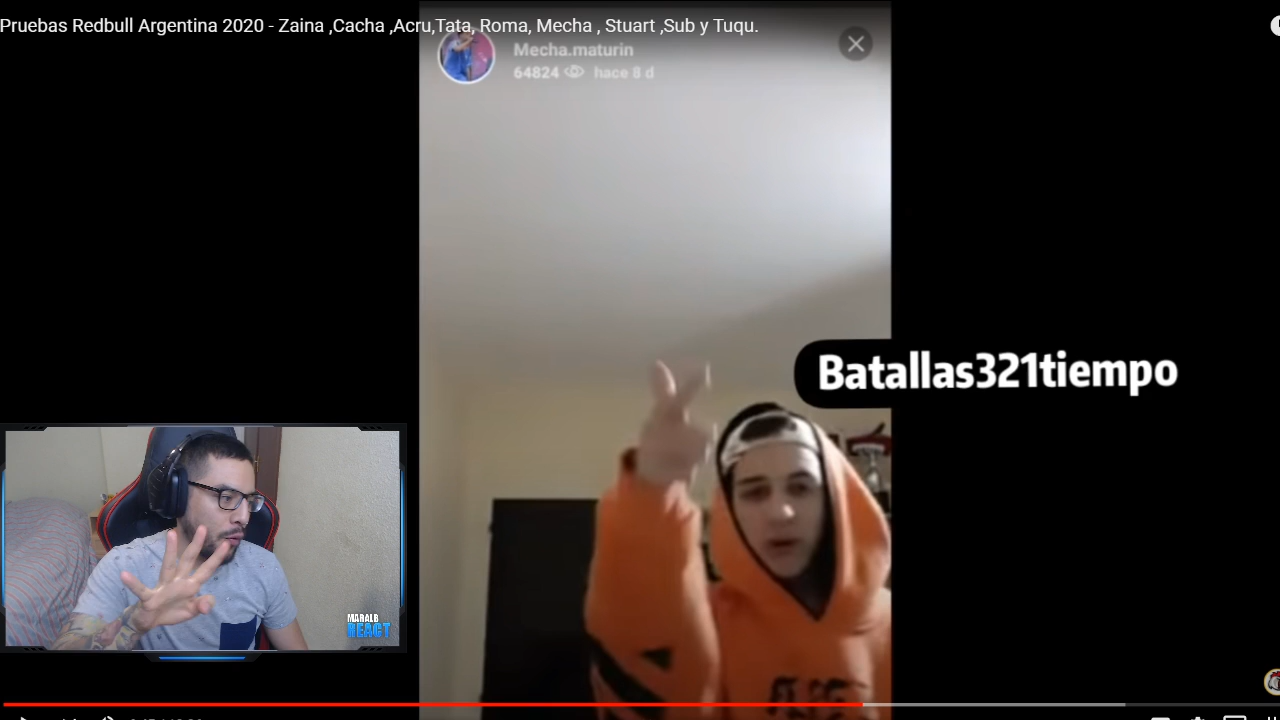 Pruebas Redbull Argentina 2020 - Zaina ,Cacha ,Acru,Tata, Roma, Mecha , Stuart ,Sub y Tuqu.
Mecha.maturin
64824 hace 8 d
Batallas321tiempo
MARALB
REACT